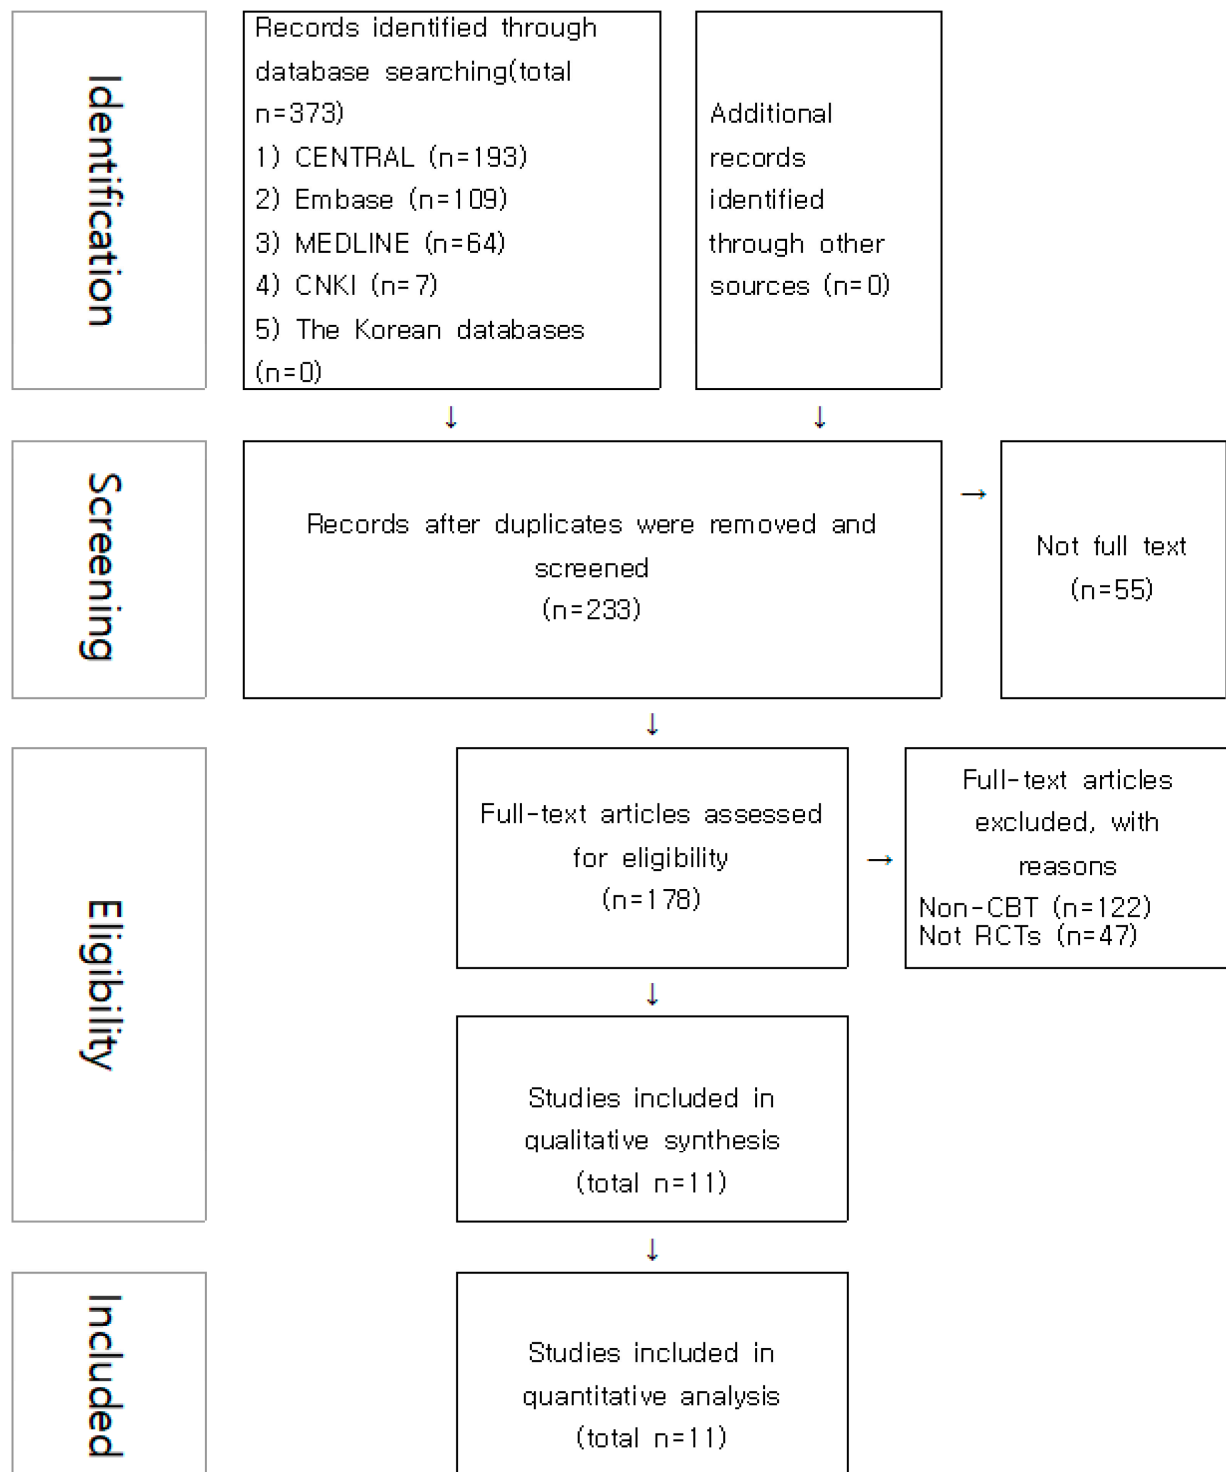 Identification
Records identified through
database searching(total
n=373)
1) CENTRAL (n=193)
2) Embase (n=109)
3) MEDLINE (n=64)
4) CNKI (n=7)
5) The Korean databases
(n=0)
Additional
records
identified
through other
sources (n=0)
↓
↓
Screening
Records after duplicates were removed and
screened
(n=233)
→
Not full text
(n=55)
↓
Eligibility
Full-text articles assessed
for eligibility
(n=178)
→
Full-text articles
excluded, with
reasons
Non-CBT (n=122)
Not RCTs (n=47)
↓
Studies included in
qualitative synthesis
(total n=11)
↓
Included
Studies included in
quantitative analysis
(total n=11)